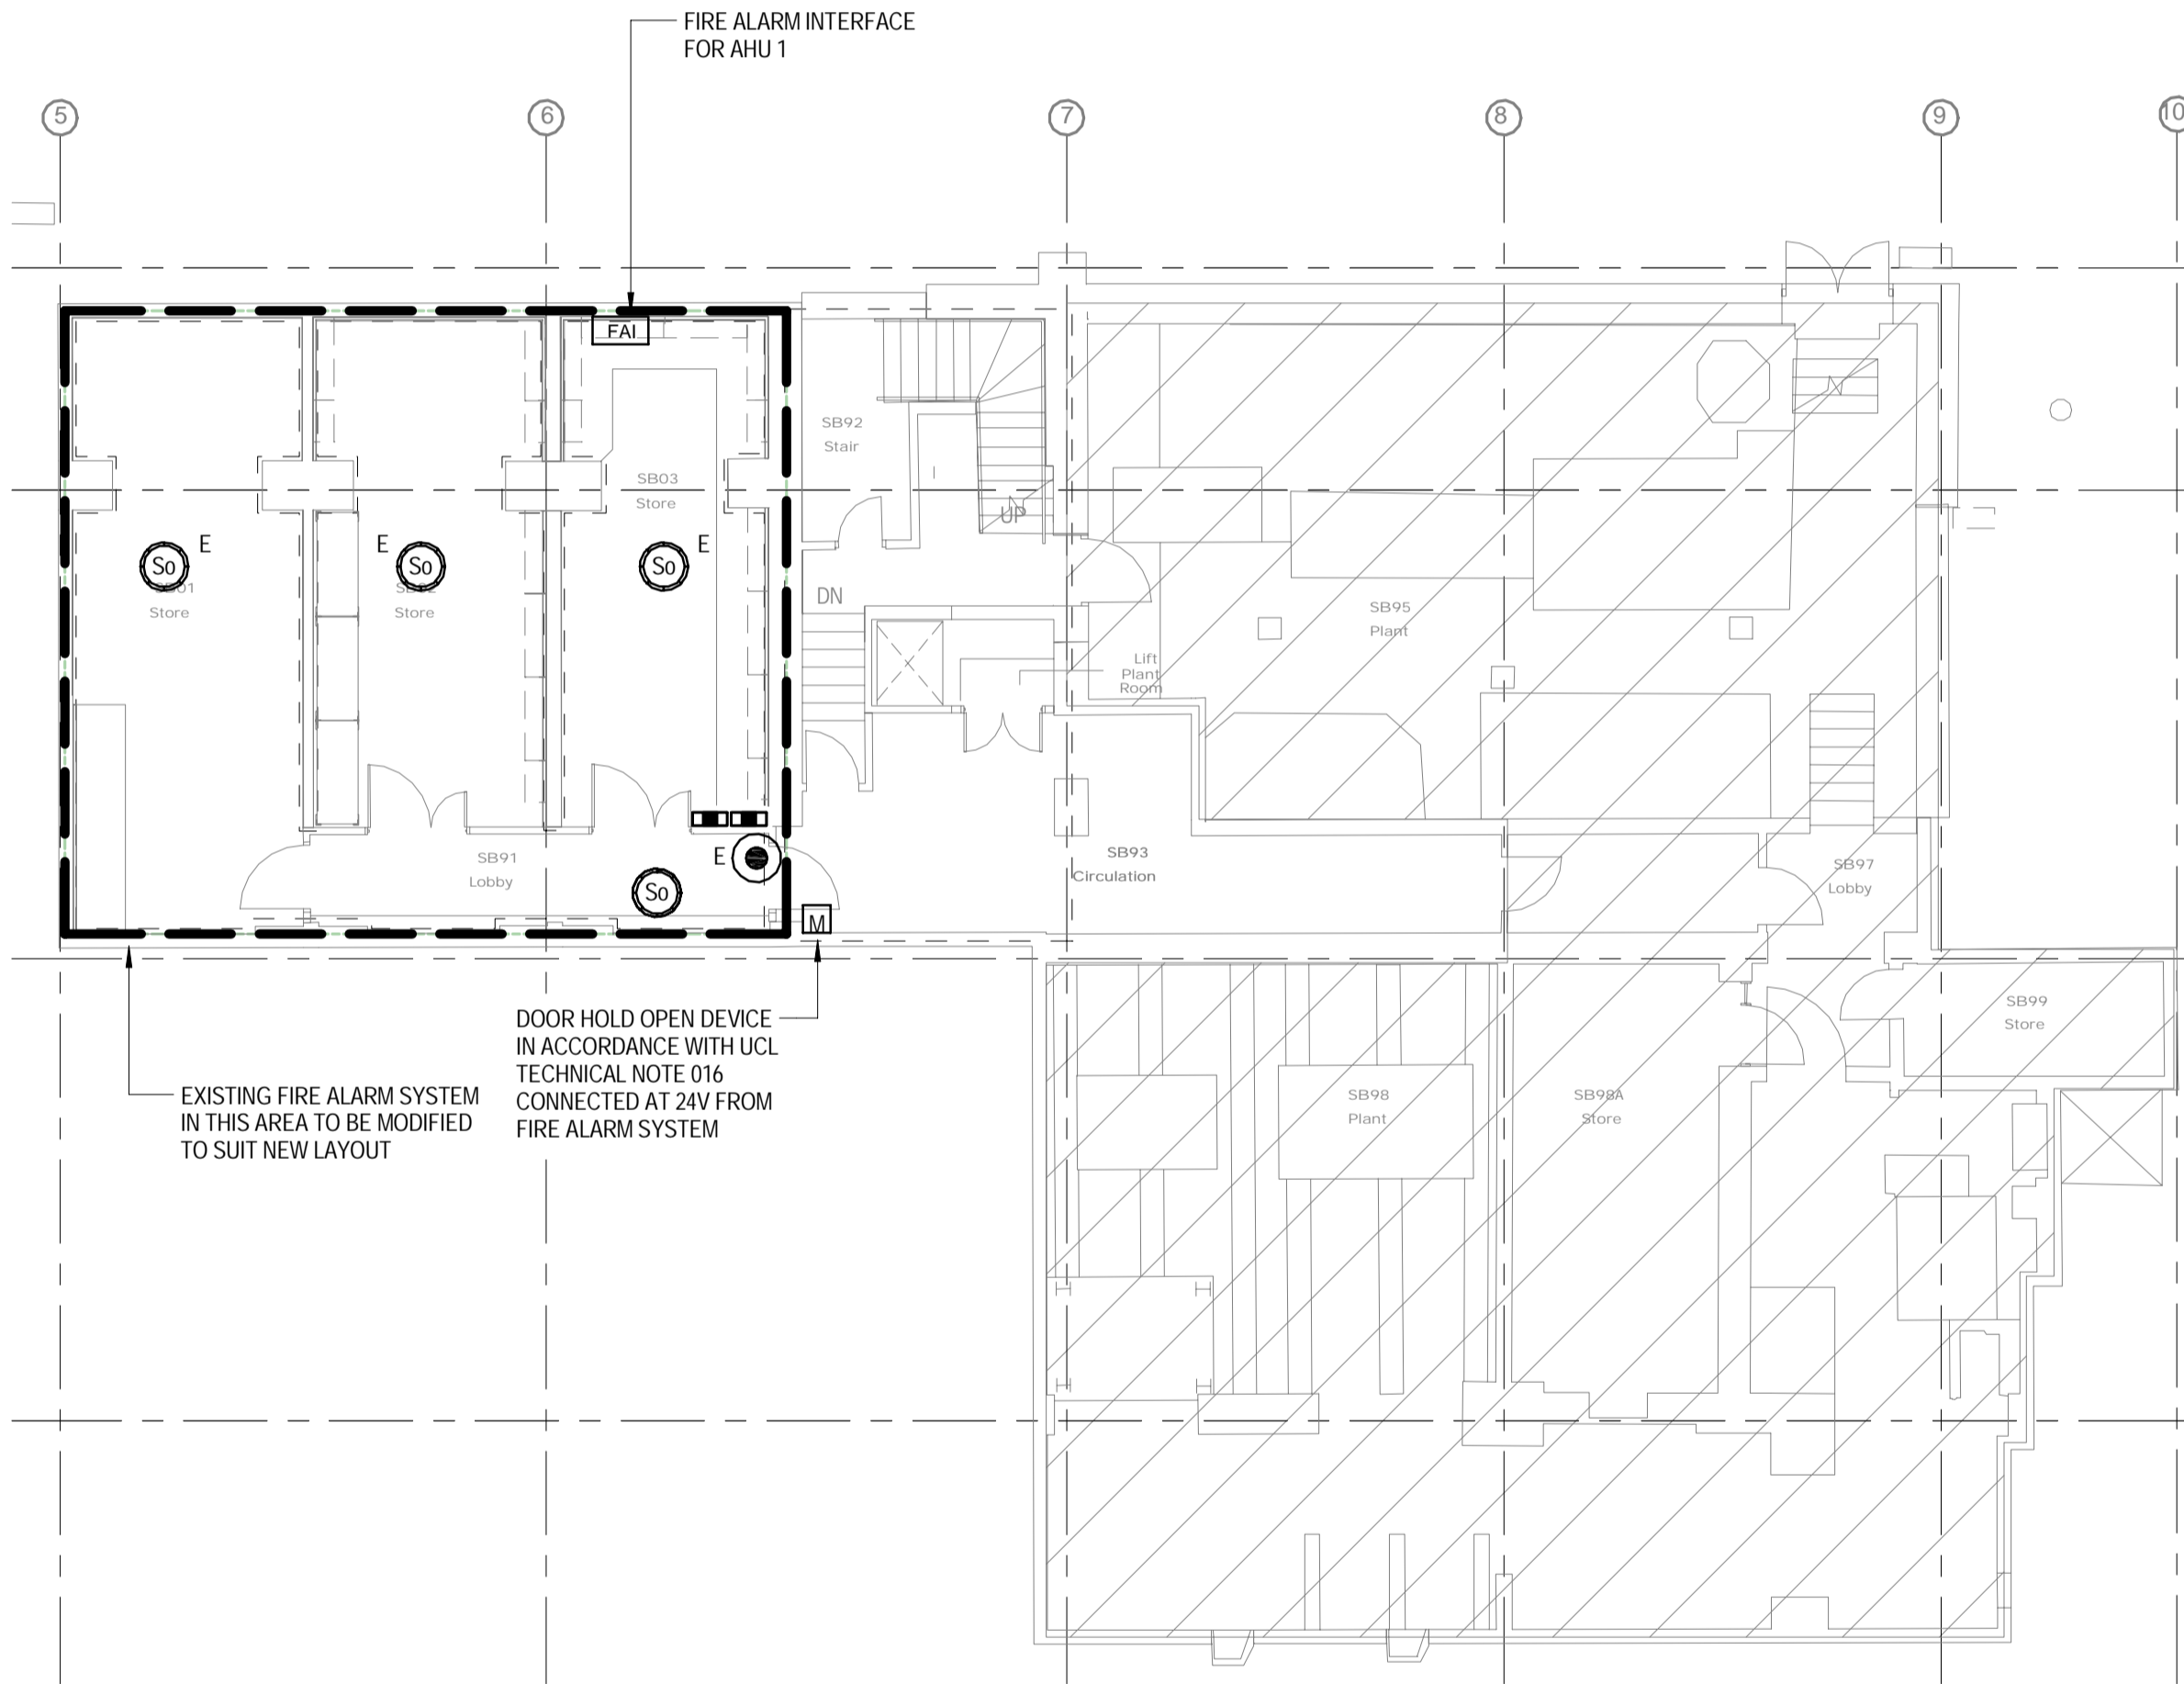 FIRE ALARM INTERFACE
FOR AHU 1
5
6
7
8
9
10
FAI
SB92
Stair
SB03
Store
UP
E
E
E
So
So
So
SB01
Store
SB02
Store
DN
SB95
Plant
Lift
Plant
Room
SB91
Lobby
E
So
SB93
Circulation
SB97
Lobby
M
DOOR HOLD OPEN DEVICE
IN ACCORDANCE WITH UCL
TECHNICAL NOTE 016
CONNECTED AT 24V FROM
FIRE ALARM SYSTEM
EXISTING FIRE ALARM SYSTEM
IN THIS AREA TO BE MODIFIED
TO SUIT NEW LAYOUT
SB99
Store
SB98
Plant
SB98A
Store